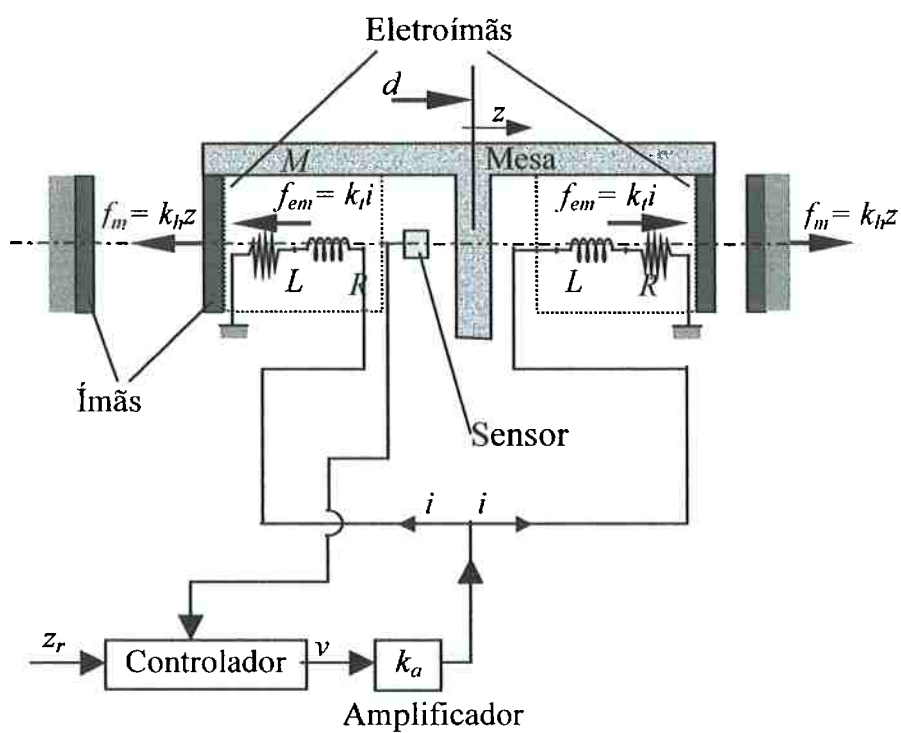 Eletroímãs
d
z
M
Mesa
f_m = k_h z
f_em = k_t i
f_em = k_t i
f_m = k_h z
L
R
L
R
Ímãs
Sensor
i
i
z_r
Controlador
v
k_a
Amplificador